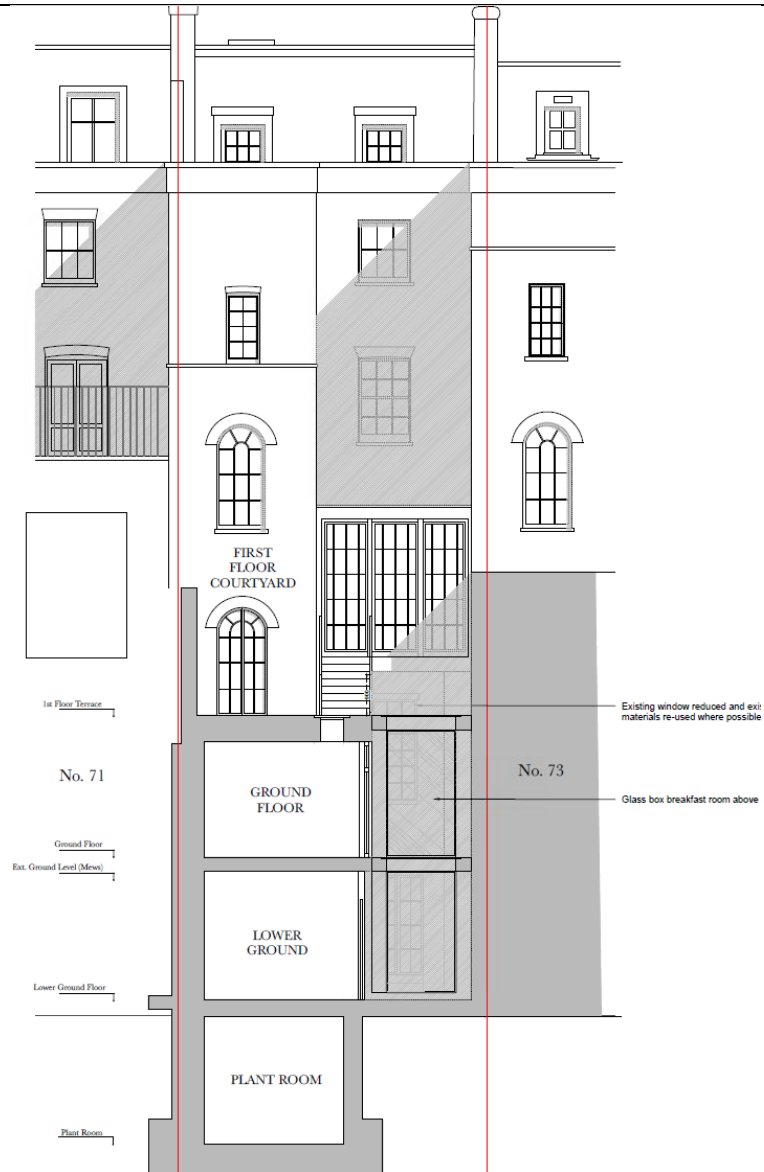 FIRST
FLOOR
COURTYARD
1st Floor Terrace
Existing window reduced and exis
materials re-used where possible
No. 71
No. 73
GROUND
FLOOR
Glass box breakfast room above
Ground Floor
Ext. Ground Level (Mews)
LOWER
GROUND
Lower Ground Floor
PLANT ROOM
Plant Room